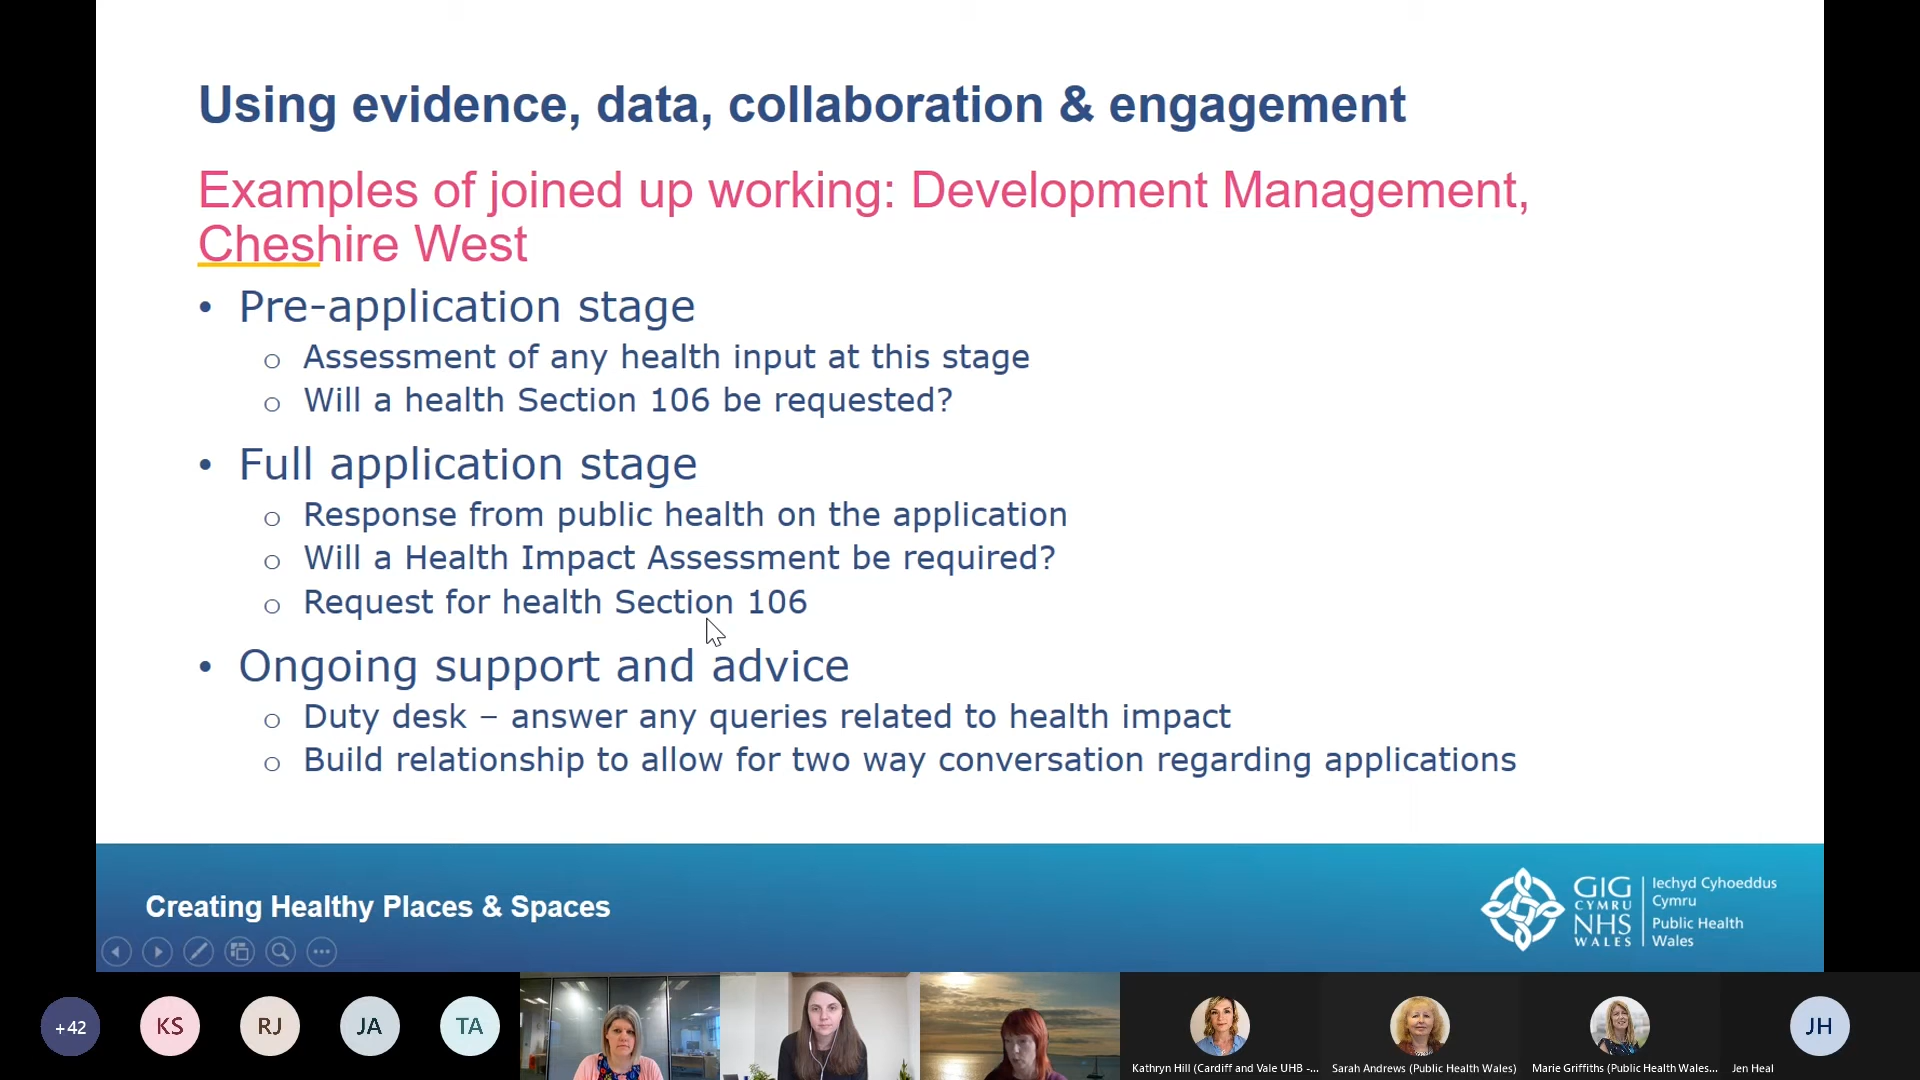 Using evidence, data, collaboration & engagement
Examples of joined up working: Development Management,
Cheshire West
• Pre-application stage
o Assessment of any health input at this stage
o Will a health Section 106 be requested?
• Full application stage
o Response from public health on the application
o Will a Health Impact Assessment be required?
o Request for health Section 106
• Ongoing support and advice
o Duty desk – answer any queries related to health impact
o Build relationship to allow for two way conversation regarding applications
Creating Healthy Places & Spaces
GIG
CYMRU
NHS
WALES
Iechyd Cyhoeddus
Cymru
Public Health
Wales
+42
KS
RJ
JA
TA
JH
Kathryn Hill (Cardiff and Vale UHB -...
Sarah Andrews (Public Health Wales)
Marie Griffiths (Public Health Wales...
Jen Heal